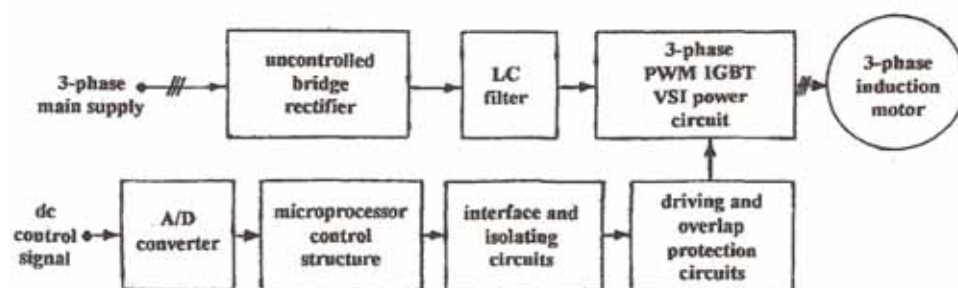 3-phase
main supply
uncontrolled
bridge
rectifier
LC
filter
3-phase
PWM IGBT
VSI power
circuit
3-phase
induction
motor
dc
control
signal
A/D
converter
microprocessor
control
structure
interface and
isolating
circuits
driving and
overlap
protection
circuits